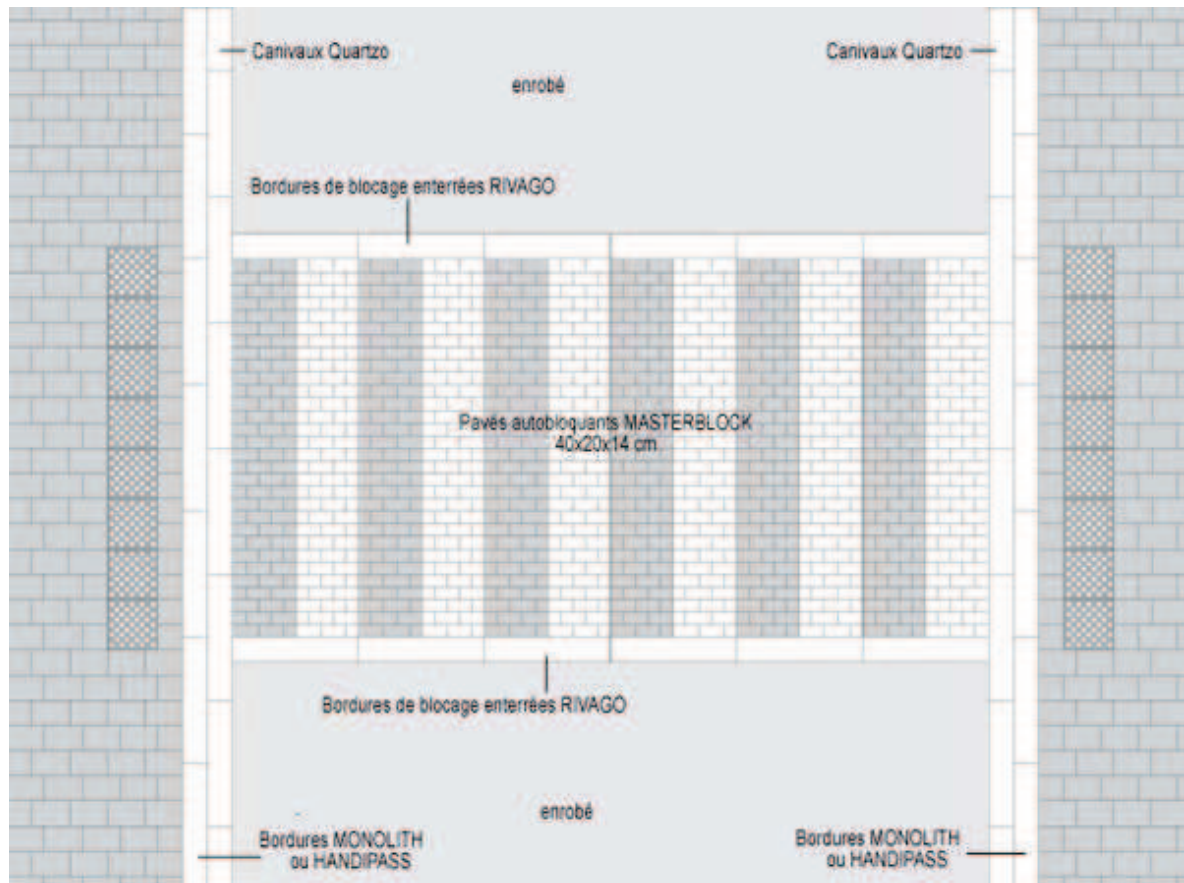 Canivaux Quartzo
Canivaux Quartzo
enrobé
Bordures de blocage enterrées RIVAGO
Pavés autobloquants MASTERBLOCK
40x20x14 cm
Bordures de blocage enterrées RIVAGO
enrobé
Bordures MONOLITH
ou HANDIPASS
Bordures MONOLITH
ou HANDIPASS